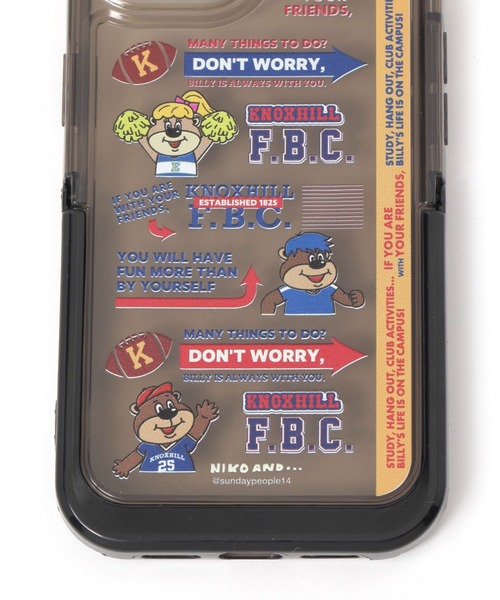 YOUR
FRIENDS,
MANY THINGS TO DO?
K
DON'T WORRY,
BILLY IS ALWAYS WITH YOU.
KNOXHILL
F.B.C.
IF YOU ARE
WITH YOUR
FRIENDS,
KNOXHILL
ESTABLISHED 1825
F.B.C.
YOU WILL HAVE
FUN MORE THAN
BY YOURSELF
MANY THINGS TO DO?
K
DON'T WORRY,
BILLY IS ALWAYS WITH YOU.
KNOXHILL
F.B.C.
KNOXHILL
25
NIKO AND...
@sundaypeople14
STUDY, HANG OUT, CLUB ACTIVITIES... IF YOU ARE
BILLY'S LIFE IS ON THE CAMPUS! WITH YOUR FRIENDS,
STUDY, HANG OUT, CLUB ACTIVITIE
BILLY'S LIFE IS ON THE CAMPUS!